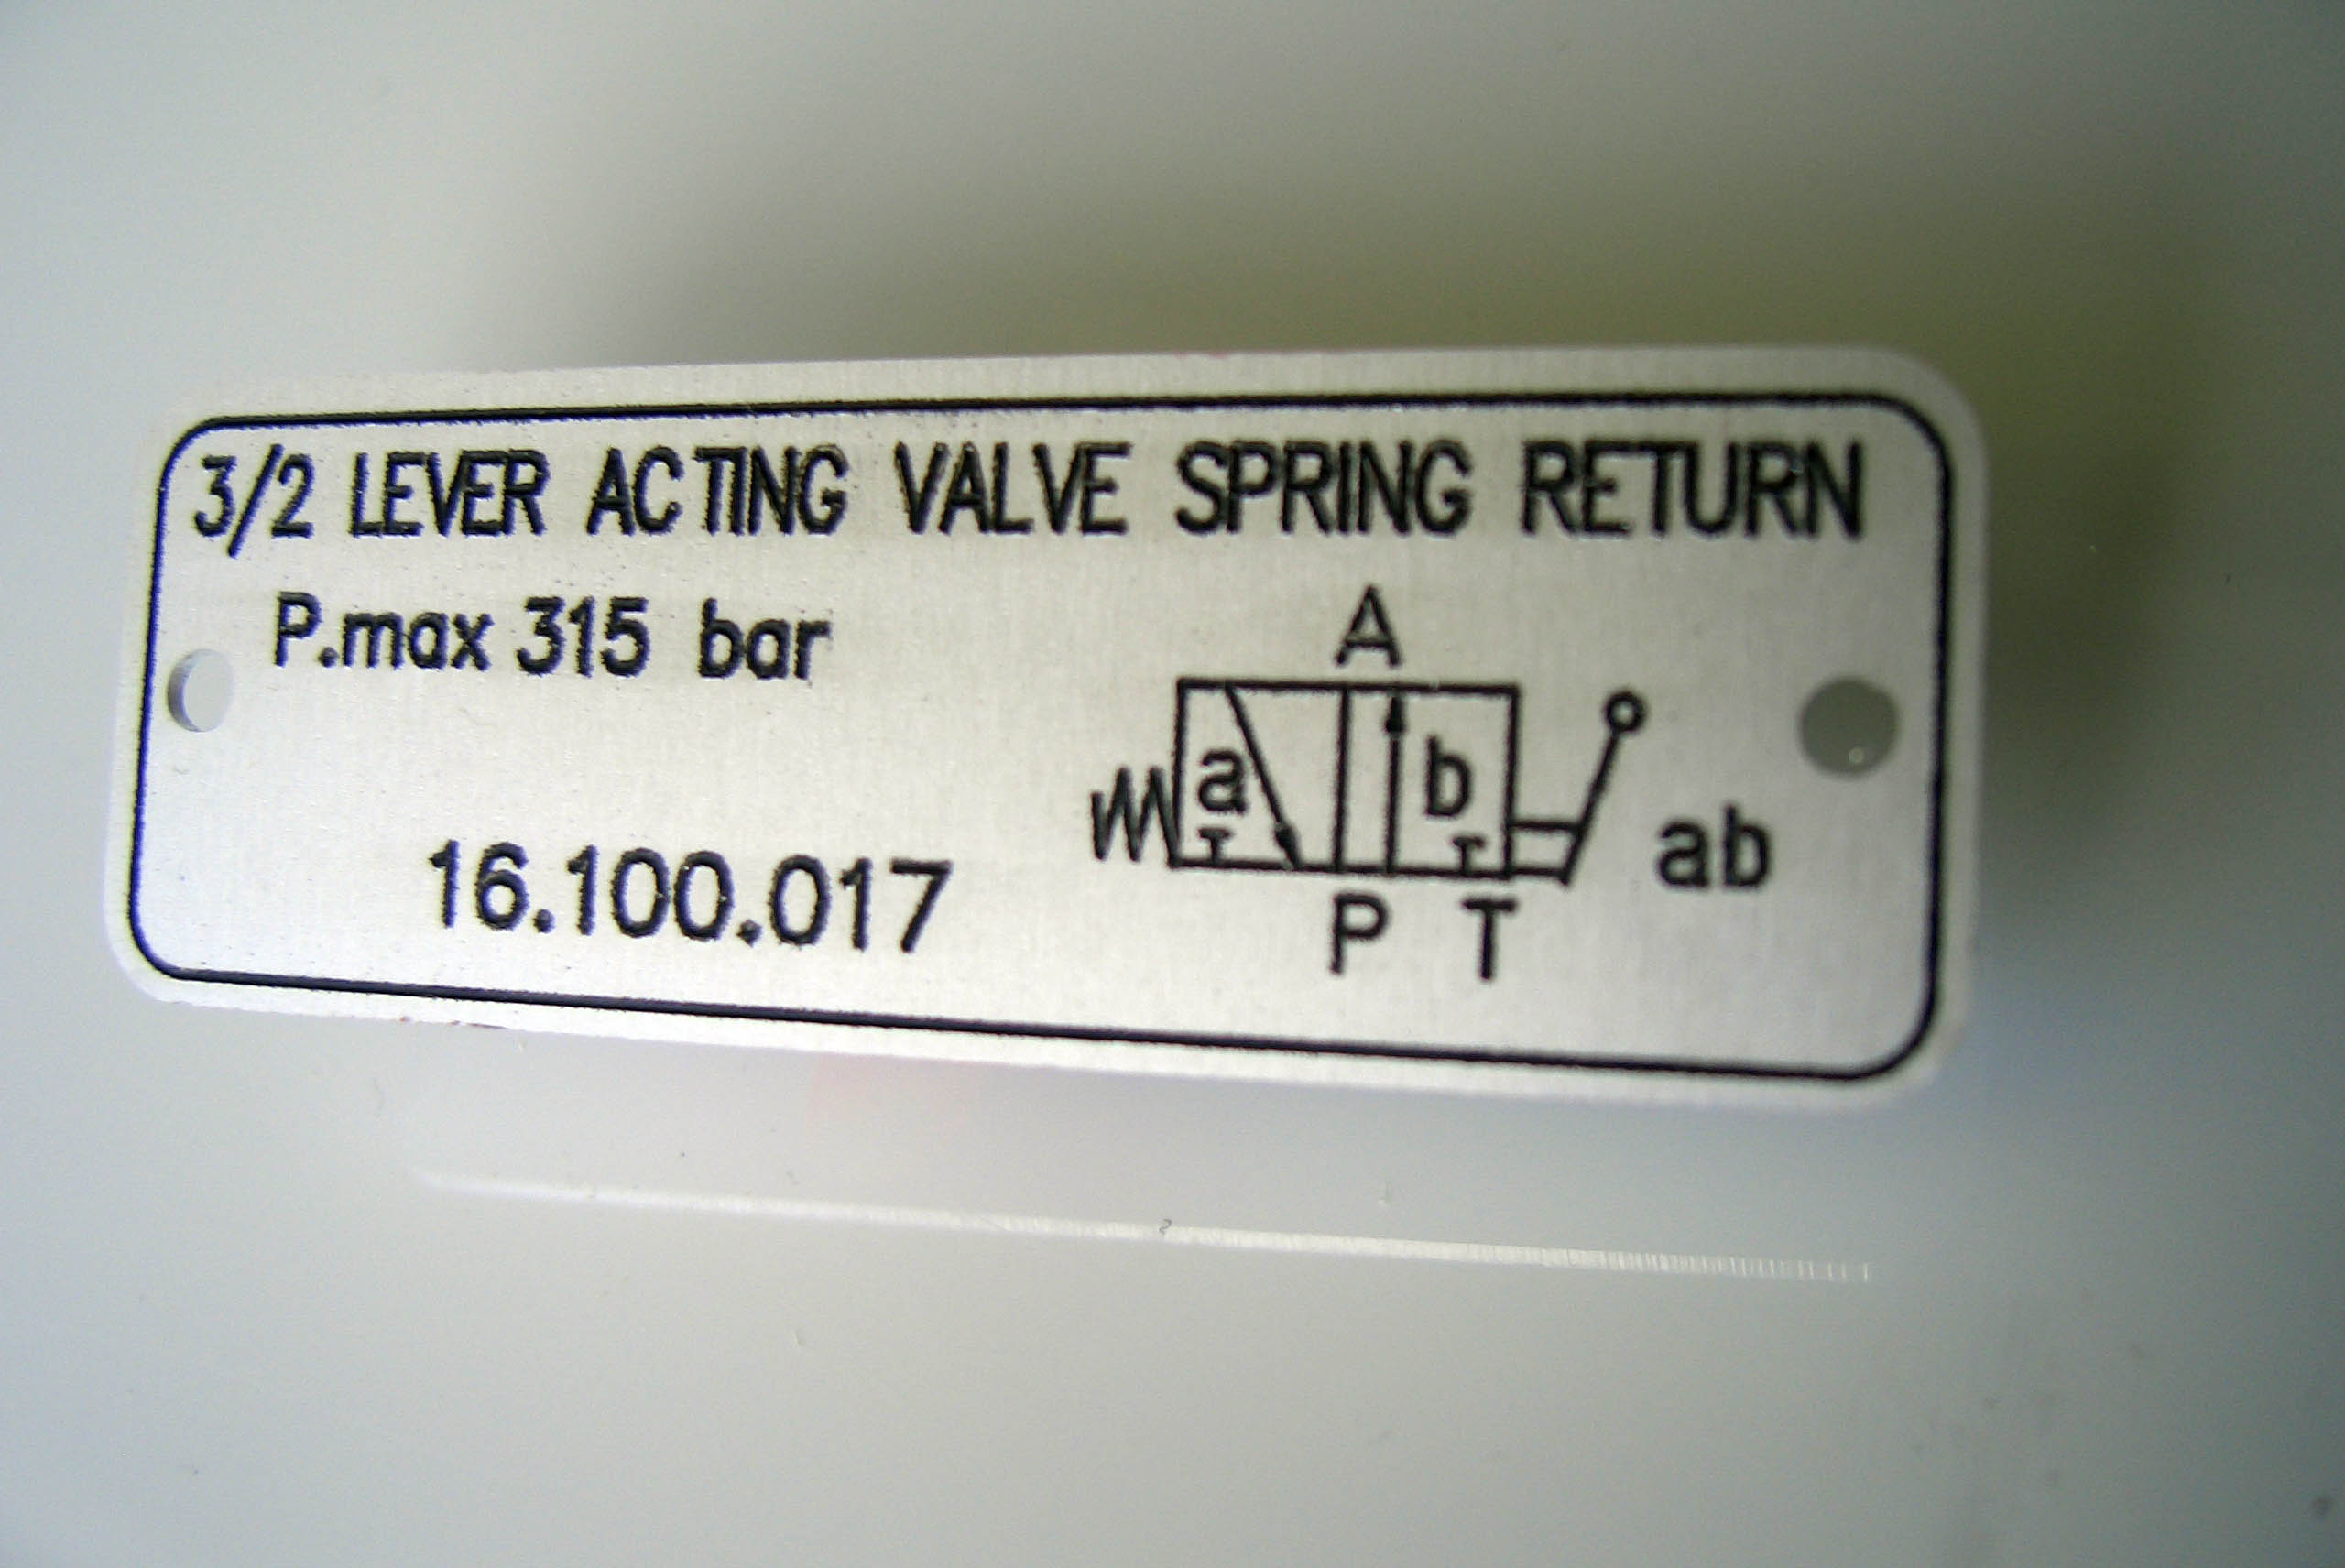 3/2 LEVER ACTING VALVE SPRING RETURN
P.max 315 bar
A
a b
ab
16.100.017
P T